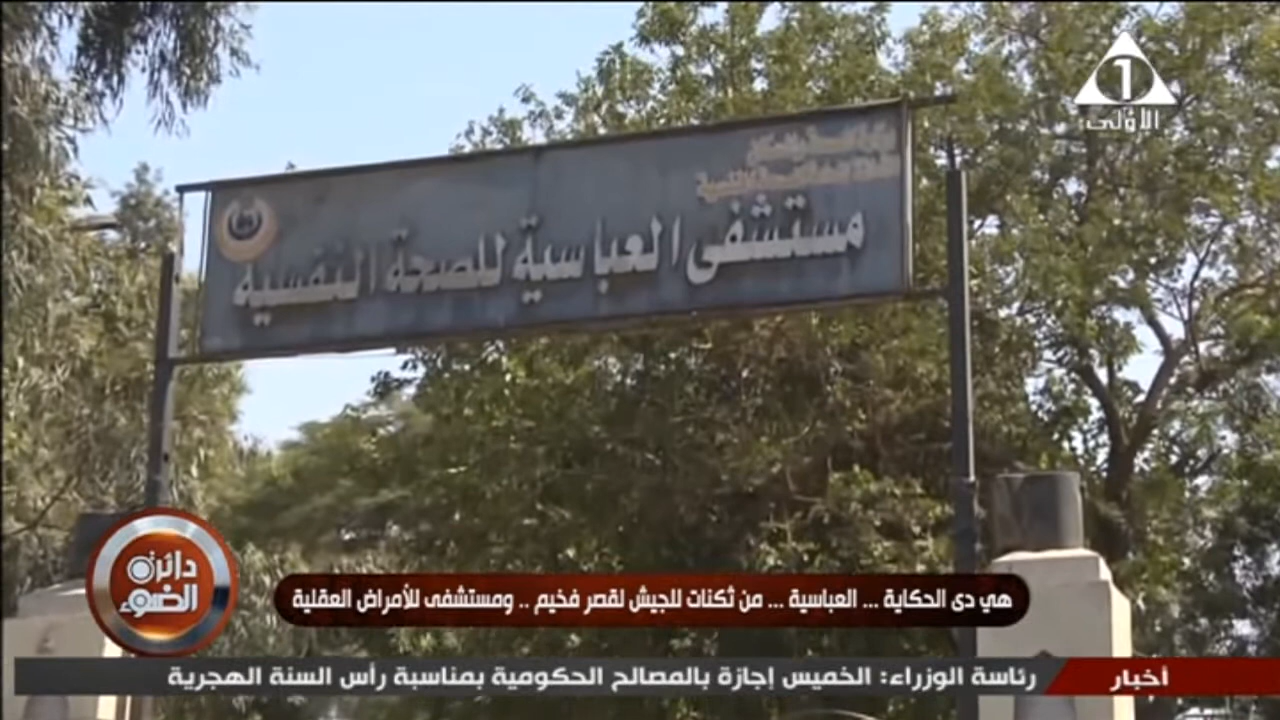 1
الأولى
مستشفى العباسية للصحة النفسية
دائرة
الضوء
هي دى الحكاية ... العباسية ... من ثكنات للجيش لقصر فخيم .. ومستشفى للأمراض العقلية
أخبار
رئاسة الوزراء: الخميس إجازة بالمصالح الحكومية بمناسبة رأس السنة الهجرية